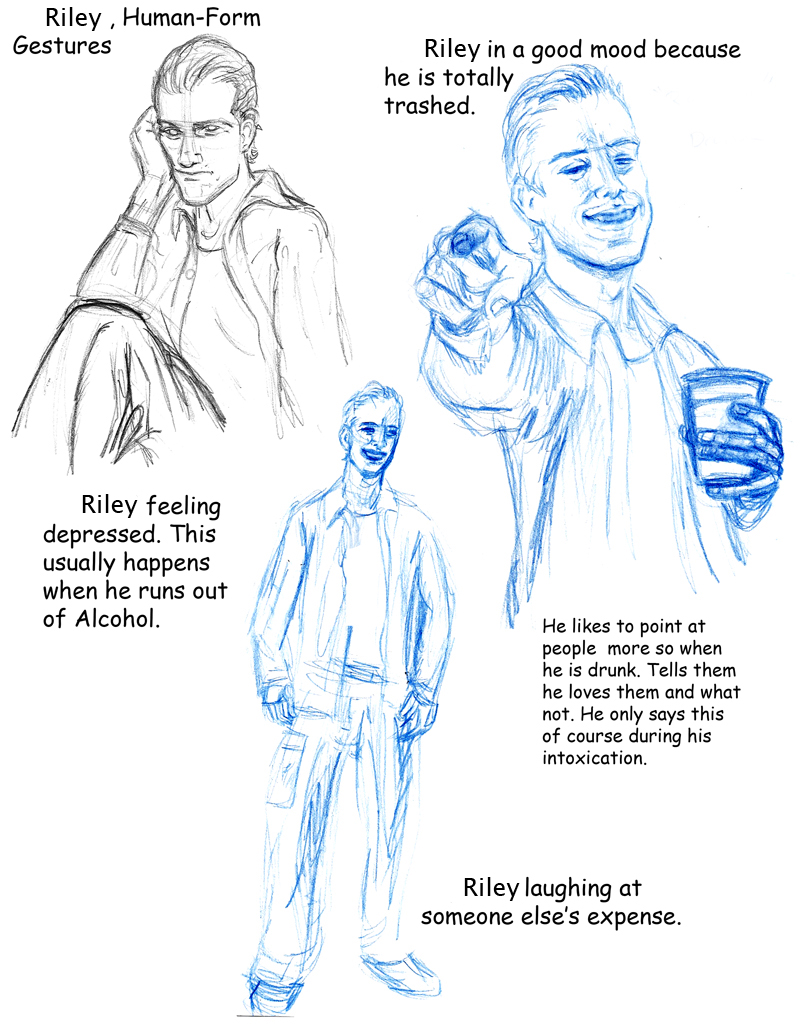 Riley , Human-Form
Gestures
Riley in a good mood because
he is totally
trashed.
Riley feeling
depressed. This
usually happens
when he runs out
of Alcohol.
He likes to point at
people more so when
he is drunk. Tells them
he loves them and what
not. He only says this
of course during his
intoxication.
Riley laughing at
someone else's expense.